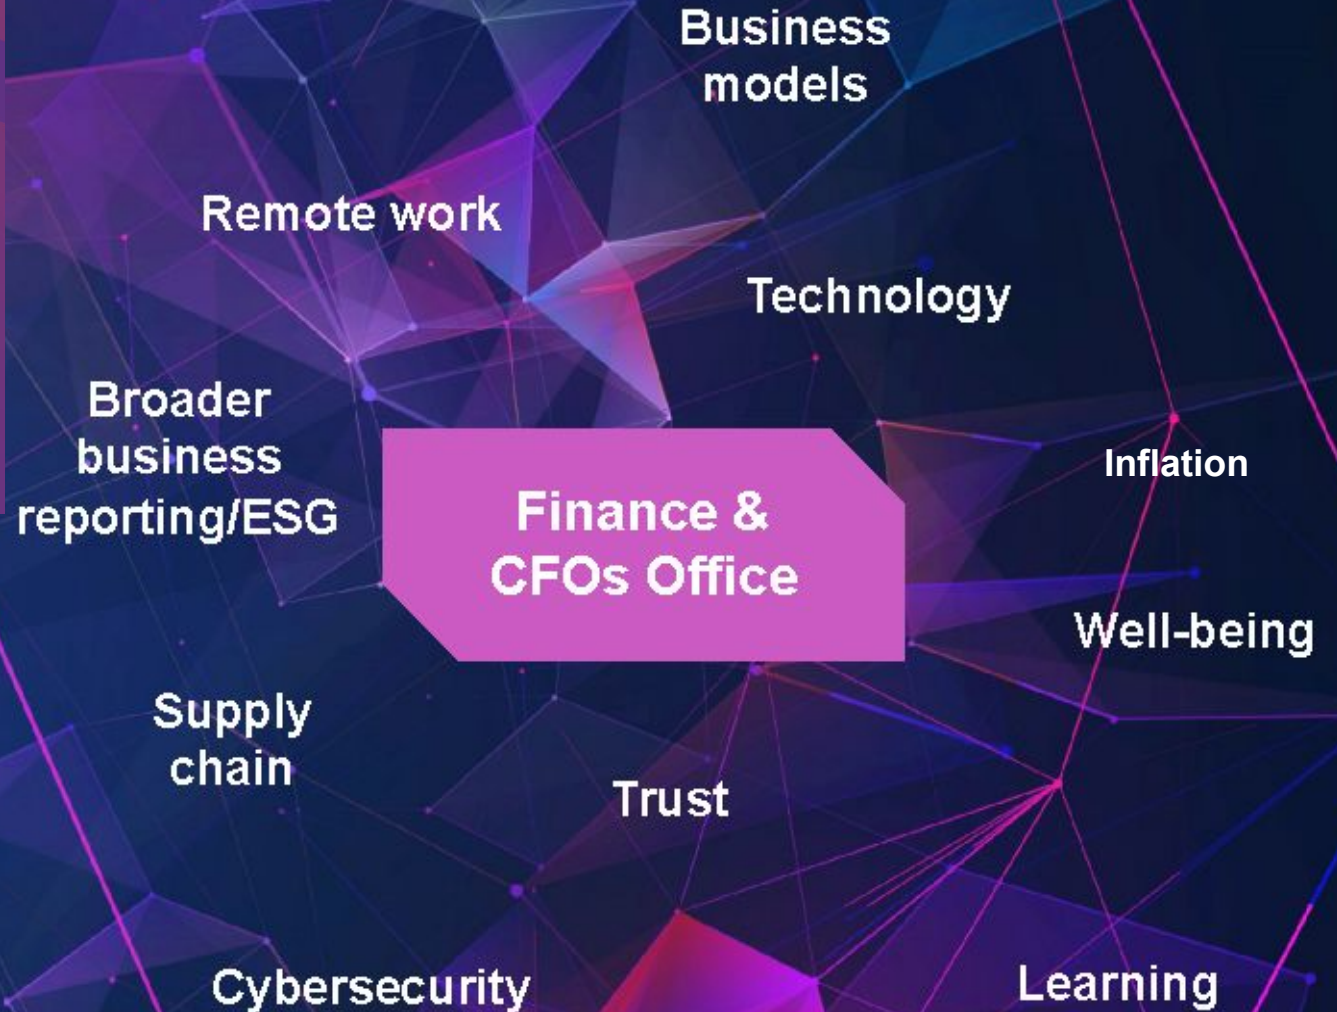 Business
models
Remote work
Technology
Broader
business
reporting/ESG
Inflation
Finance &
CFOs Office
Well-being
Supply
chain
Trust
Cybersecurity
Learning